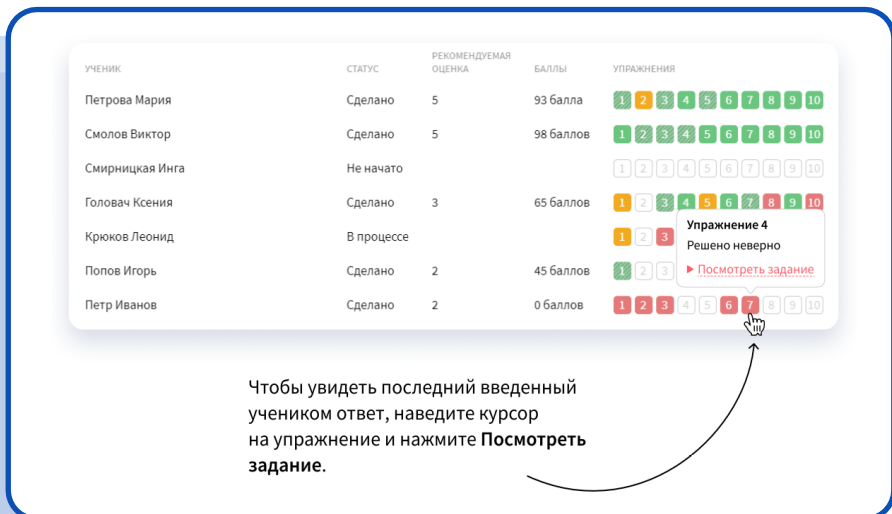 УЧЕНИК СТАТУС РЕКОМЕНДУЕМАЯ ОЦЕНКА БАЛЛЫ УПРАЖНЕНИЯ
Петрова Мария Сделано 5 93 балла 1 2 3 4 5 6 7 8 9 10
Смолов Виктор Сделано 5 98 баллов 1 2 3 4 5 6 7 8 9 10
Смирницкая Инга Не начато 1 2 3 4 5 6 7 8 9 10
Головач Ксения Сделано 3 65 баллов 1 2 3 4 5 6 7 8 9 10
Крюков Леонид В процессе 1 2 3
Попов Игорь Сделано 2 45 баллов 1 2 3
Петр Иванов Сделано 2 0 баллов 1 2 3 4 5 6 7 8 9 10
Упражнение 4
Решено неверно
Посмотреть задание
Чтобы увидеть последний введенный
учеником ответ, наведите курсор
на упражнение и нажмите Посмотреть
задание.